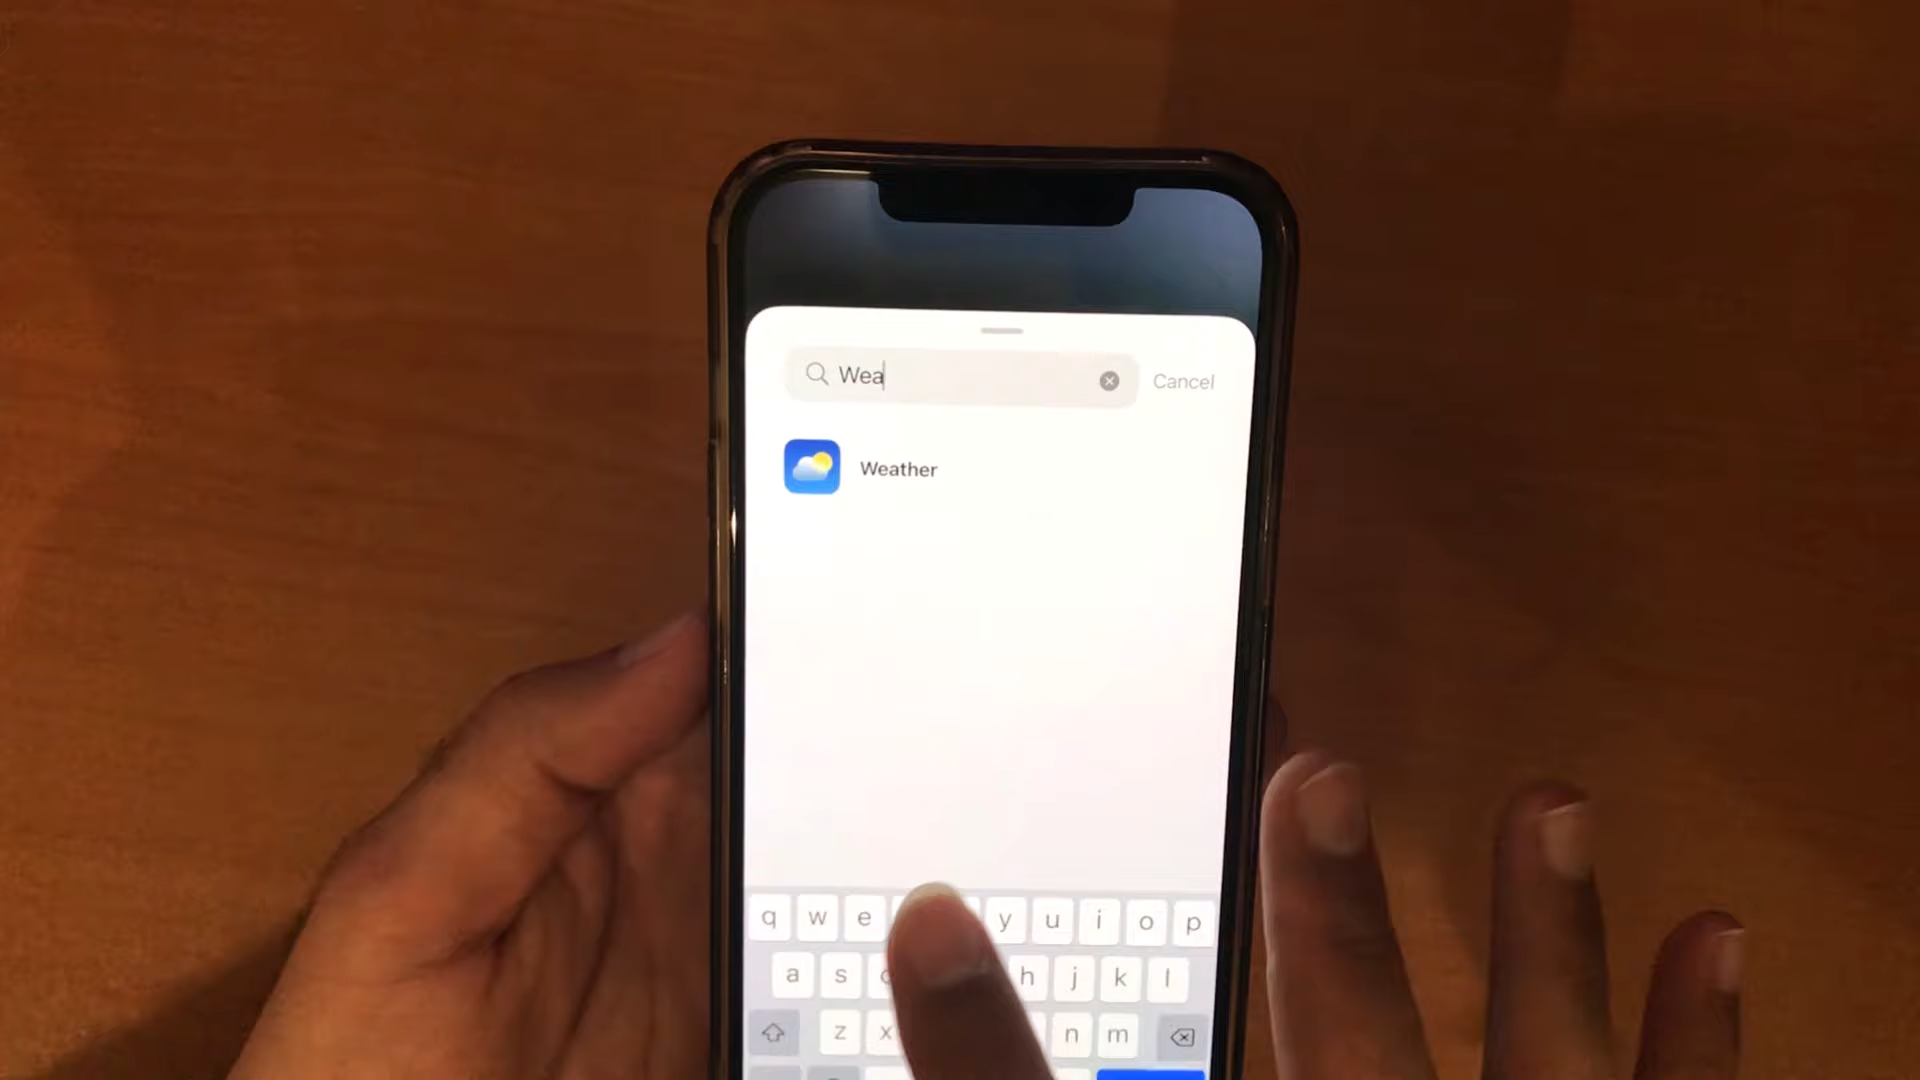 Wea
Cancel
Weather
q w e y u i o p
a s h j k l
z x n m